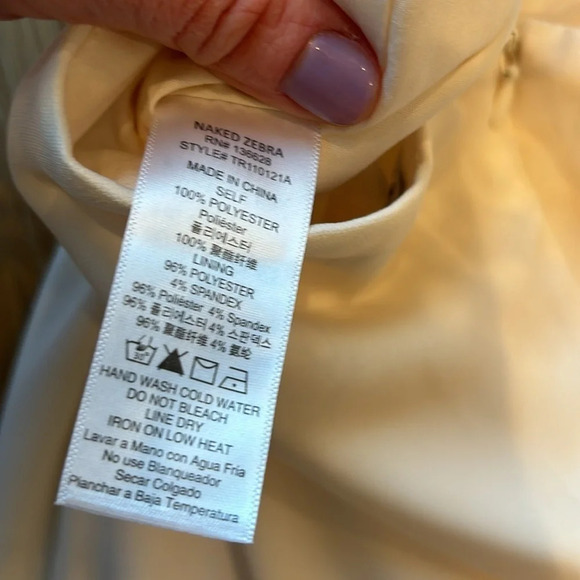 NAKED ZEBRA
RN# 136628
STYLE# TR110121A
MADE IN CHINA
SELF
100% POLYESTER
Poliéster
폴리에스터
100% 聚酯纤维
LINING
96% POLYESTER
4% SPANDEX
96% Poliéster 4% Spandex
96% 폴리에스터 4% 스판덱스
96% 聚酯纤维 4% 氨纶
30°
HAND WASH COLD WATER
DO NOT BLEACH
LINE DRY
IRON ON LOW HEAT
Lavar a Mano con Agua Fría
No use Blanqueador
Secar Colgado
Planchar a Baja Temperatura